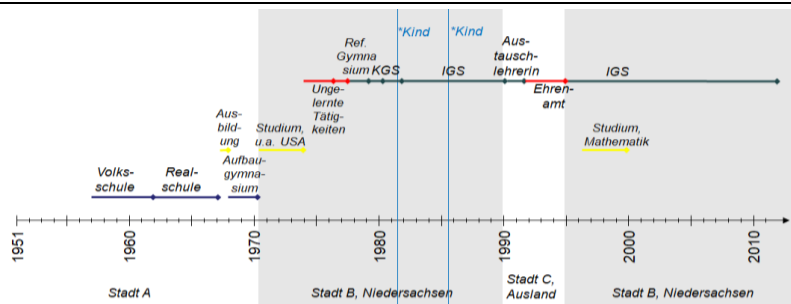 *Kind
*Kind
Ref.
Gymna
sium
KGS
IGS
Aus-
tausch-
lehrerin
IGS
Unge-
lernte
Tätig-
keiten
Ehren-
amt
Aus-
bild-
ung
Studium,
u.a. USA
Studium,
Mathematik
Volks-
schule
Real-
schule
Aufbau-
gymna-
sium
1951
1960
1970
1980
1990
2000
2010
Stadt A
Stadt B, Niedersachsen
Stadt C,
Ausland
Stadt B, Niedersachsen